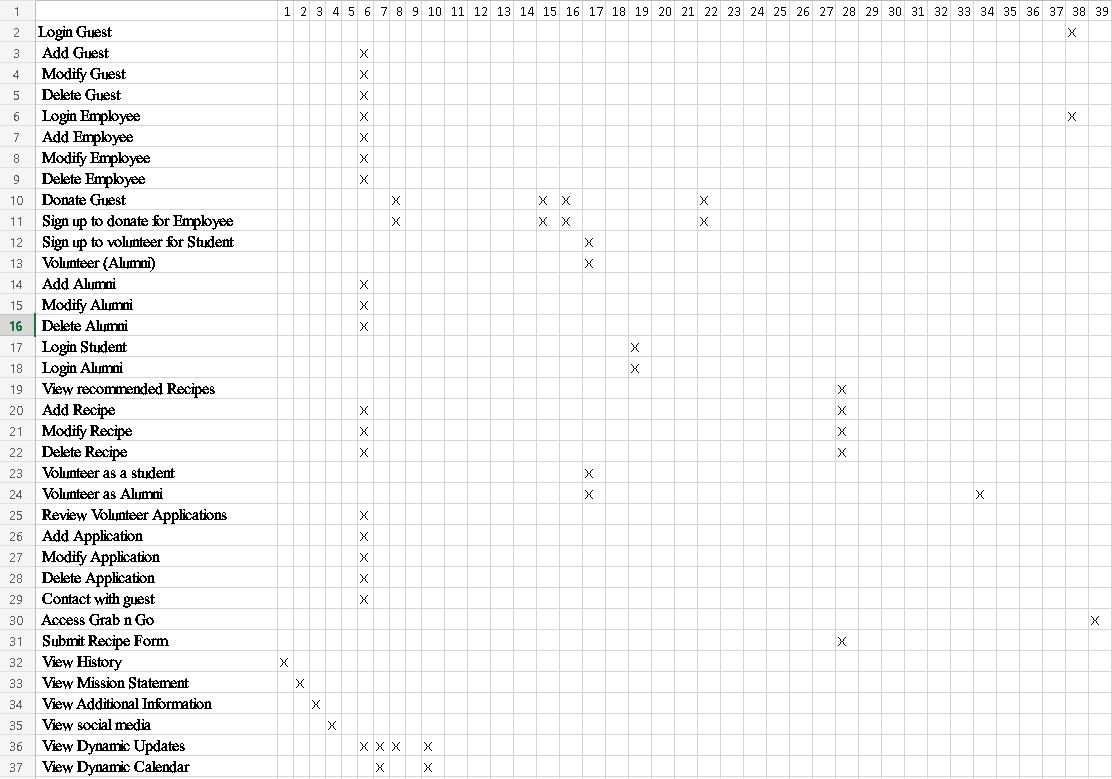 1 1 2 3 4 5 6 7 8 9 10 11 12 13 14 15 16 17 18 19 20 21 22 23 24 25 26 27 28 29 30 31 32 33 34 35 36 37 38 39
2 Login Guest X
3 Add Guest X
4 Modify Guest X
5 Delete Guest X
6 Login Employee X X
7 Add Employee X
8 Modify Employee X
9 Delete Employee X
10 Donate Guest X X X X
11 Sign up to donate for Employee X X X X
12 Sign up to volunteer for Student X
13 Volunteer (Alumni) X
14 Add Alumni X
15 Modify Alumni X
16 Delete Alumni X
17 Login Student X
18 Login Alumni X
19 View recommended Recipes X
20 Add Recipe X X
21 Modify Recipe X X
22 Delete Recipe X X
23 Volunteer as a student X
24 Volunteer as Alumni X X
25 Review Volunteer Applications X
26 Add Application X
27 Modify Application X
28 Delete Application X
29 Contact with guest X
30 Access Grab n Go X
31 Submit Recipe Form X
32 View History X
33 View Mission Statement X
34 View Additional Information X
35 View social media X
36 View Dynamic Updates X X X X
37 View Dynamic Calendar X X